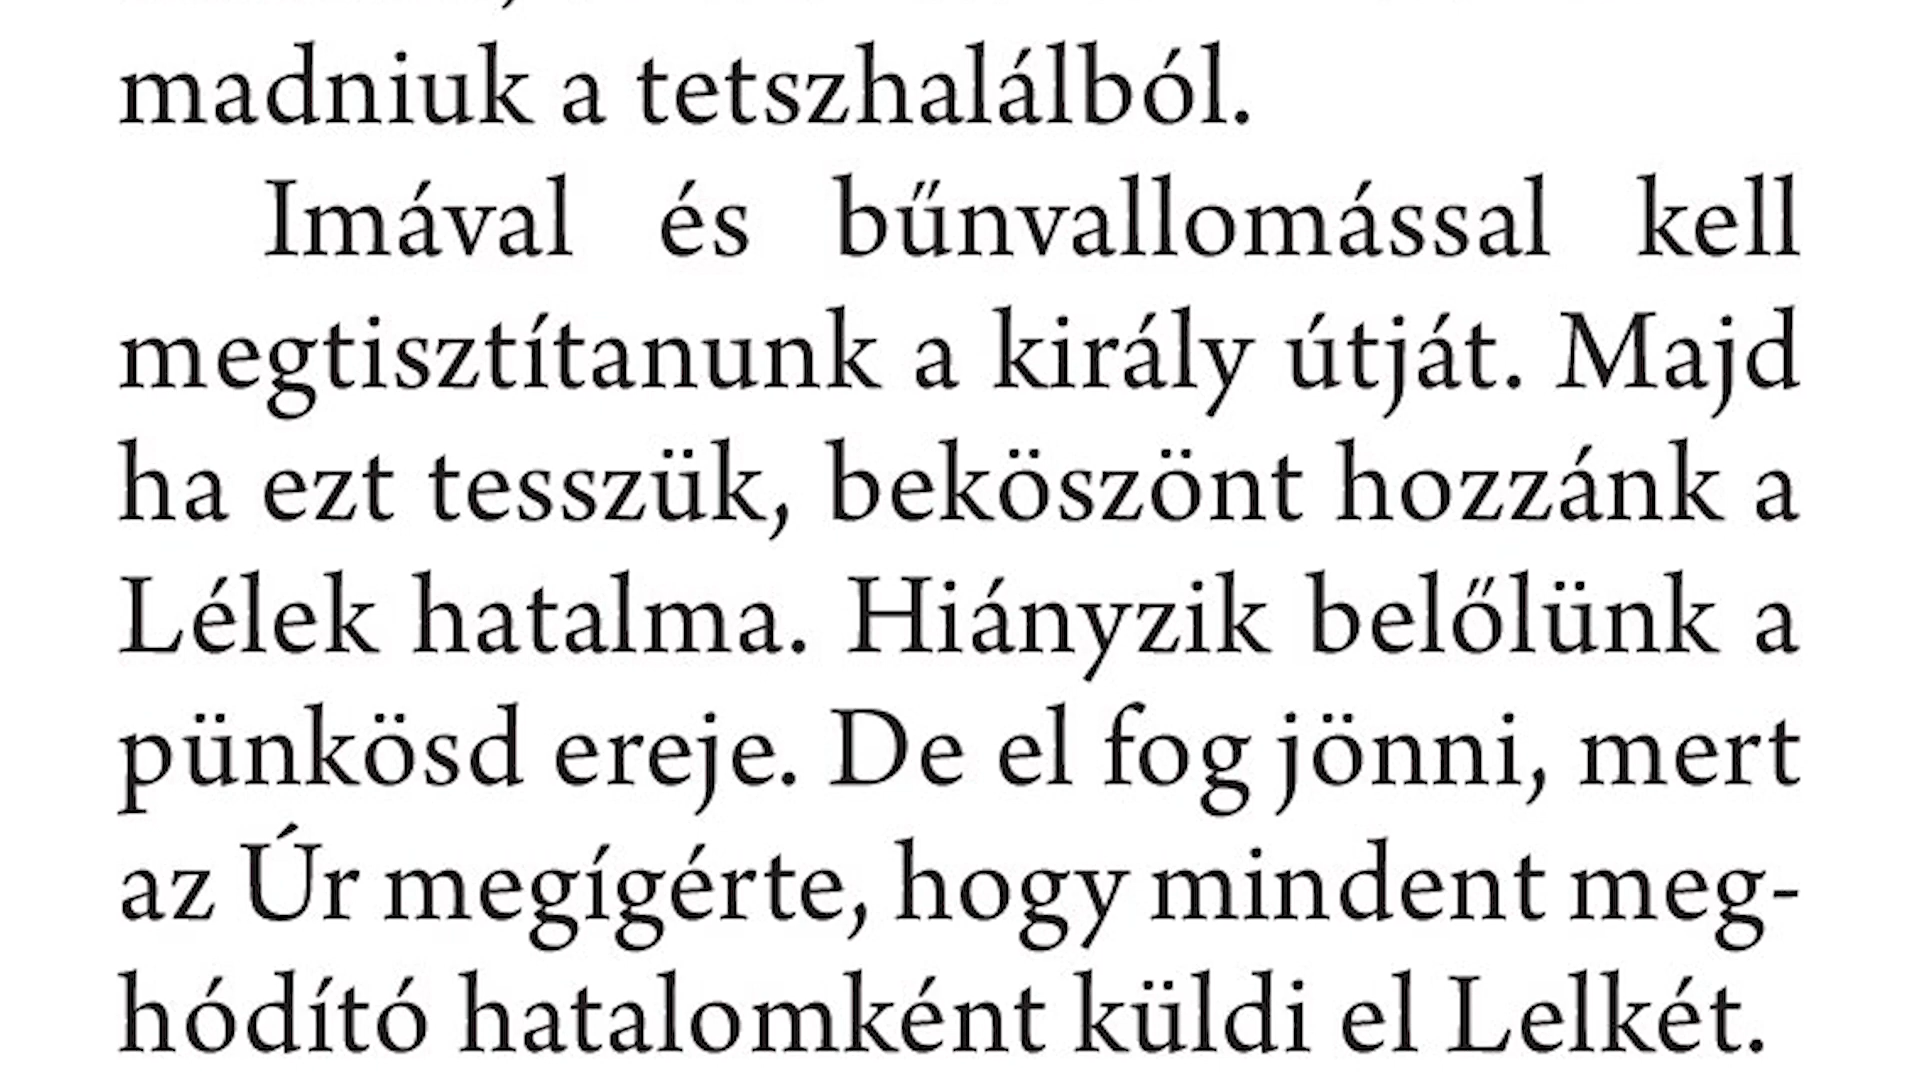 madniuk a tetszhalálból.
Imával és bűnvallomással kell
megtisztítanunk a király útját. Majd
ha ezt tesszük, beköszönt hozzánk a
Lélek hatalma. Hiányzik belőlünk a
pünkösd ereje. De el fog jönni, mert
az Úr megígérte, hogy mindent meg-
hódító hatalomként küldi el Lelkét.